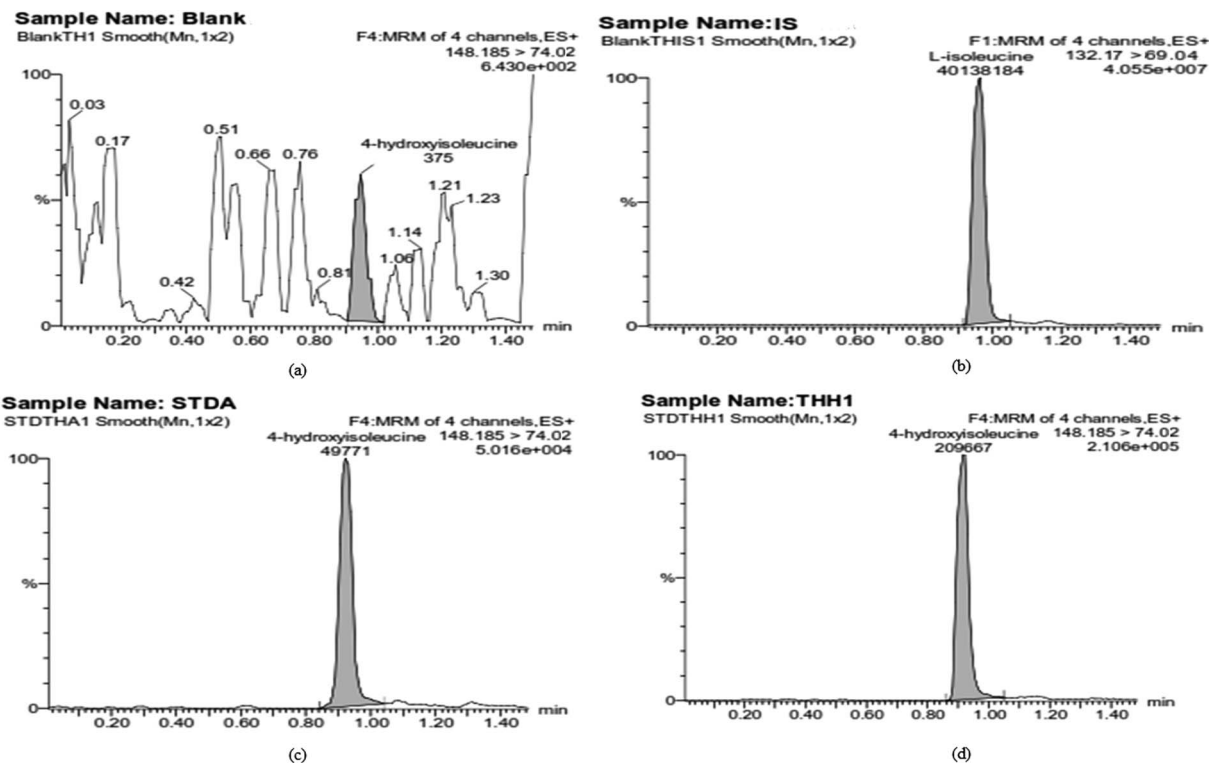 Sample Name: Blank
BlankTH1 Smooth(Mn,1x2)
F4:MRM of 4 channels,ES+
148.185 > 74.02
6.430e+002
100
%
0
0.03
0.17
0.42
0.51
0.66
0.76
0.81
4-hydroxyisoleucine
375
1.06
1.14
1.21
1.23
1.30
0.20 0.40 0.60 0.80 1.00 1.20 1.40 min
(a)
Sample Name:IS
BlankTHIS1 Smooth(Mn,1x2)
F1:MRM of 4 channels,ES+
L-isoleucine 132.17 > 69.04
40138184 4.055e+007
100
%
0
0.20 0.40 0.60 0.80 1.00 1.20 1.40 min
(b)
Sample Name: STDA
STDTHA1 Smooth(Mn,1x2)
F4:MRM of 4 channels,ES+
4-hydroxyisoleucine 148.185 > 74.02
49771 5.016e+004
100
%
0
0.20 0.40 0.60 0.80 1.00 1.20 1.40 min
(c)
Sample Name:THH1
STDTHH1 Smooth(Mn,1x2)
F4:MRM of 4 channels,ES+
4-hydroxyisoleucine 148.185 > 74.02
209667 2.106e+005
100
%
0
0.20 0.40 0.60 0.80 1.00 1.20 1.40 min
(d)